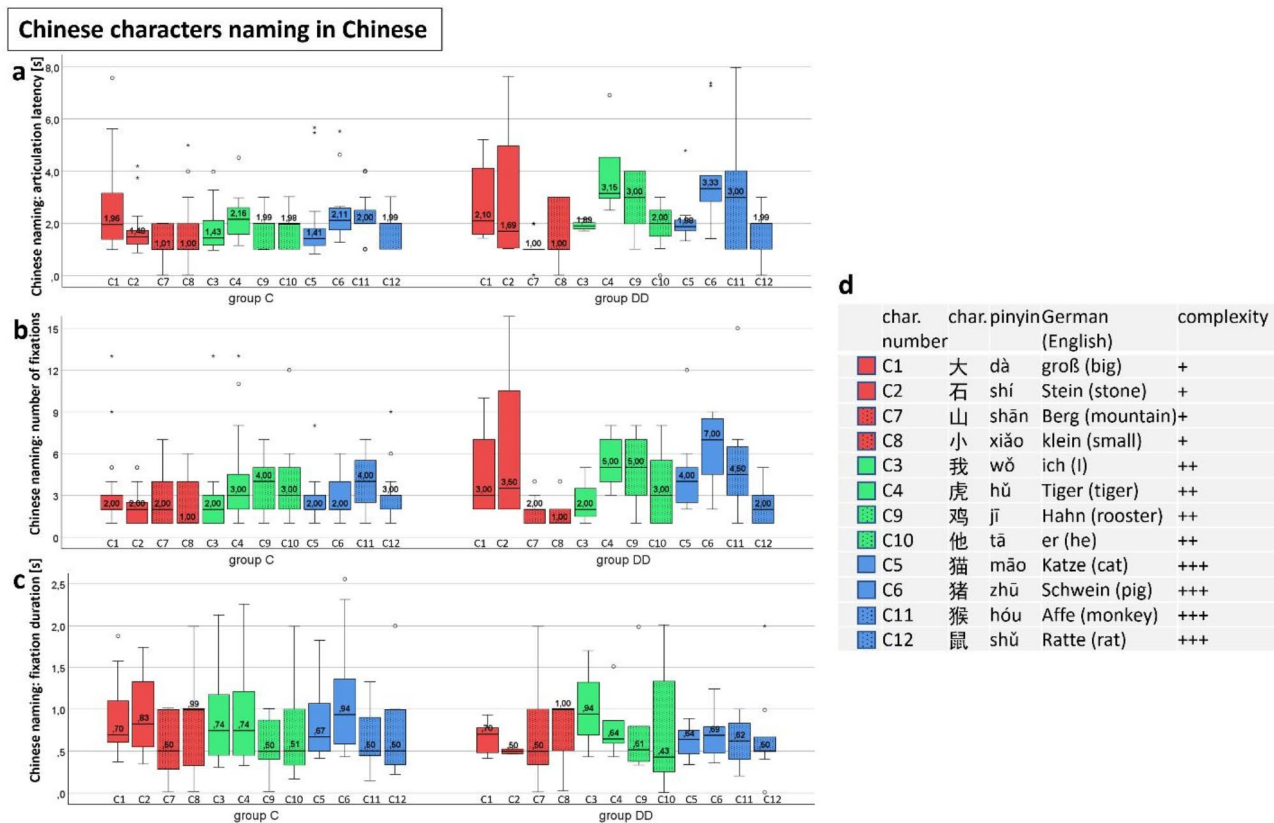 Chinese characters naming in Chinese
a
Chinese naming: articulation latency [s]
8,0
6,0
4,0
2,0
,0
1,96
1,49
1,01
1,00
1,43
2,16
1,99
1,98
1,41
2,11
2,00
1,99
2,10
1,69
1,00
1,00
1,89
3,15
3,00
2,00
1,88
3,33
3,00
1,99
C1 C2 C7 C8 C3 C4 C9 C10 C5 C6 C11 C12
C1 C2 C7 C8 C3 C4 C9 C10 C5 C6 C11 C12
group C
group DD
b
Chinese naming: number of fixations
15
12
9
6
3
0
2,00
2,00
2,00
1,00
2,00
3,00
4,00
3,00
2,00
2,00
4,00
3,00
3,00
3,50
2,00
2,00
2,00
5,00
5,00
3,00
4,00
7,00
4,50
2,00
C1 C2 C7 C8 C3 C4 C9 C10 C5 C6 C11 C12
C1 C2 C7 C8 C3 C4 C9 C10 C5 C6 C11 C12
group C
group DD
c
Chinese naming: fixation duration [s]
2,5
2,0
1,5
1,0
,5
,0
,70
,83
,50
,99
,74
,74
,50
,51
,67
,94
,50
,50
,70
,50
,50
1,00
,94
,64
,51
,43
,64
,69
,62
,50
C1 C2 C7 C8 C3 C4 C9 C10 C5 C6 C11 C12
C1 C2 C7 C8 C3 C4 C9 C10 C5 C6 C11 C12
group C
group DD
d
char. number char. pinyin German (English) complexity
C1 大 dà groß (big) +
C2 石 shí Stein (stone) +
C7 山 shān Berg (mountain) +
C8 小 xiǎo klein (small) +
C3 我 wǒ ich (I) ++
C4 虎 hǔ Tiger (tiger) ++
C9 鸡 jī Hahn (rooster) ++
C10 他 tā er (he) ++
C5 猫 māo Katze (cat) +++
C6 猪 zhū Schwein (pig) +++
C11 猴 hóu Affe (monkey) +++
C12 鼠 shǔ Ratte (rat) +++